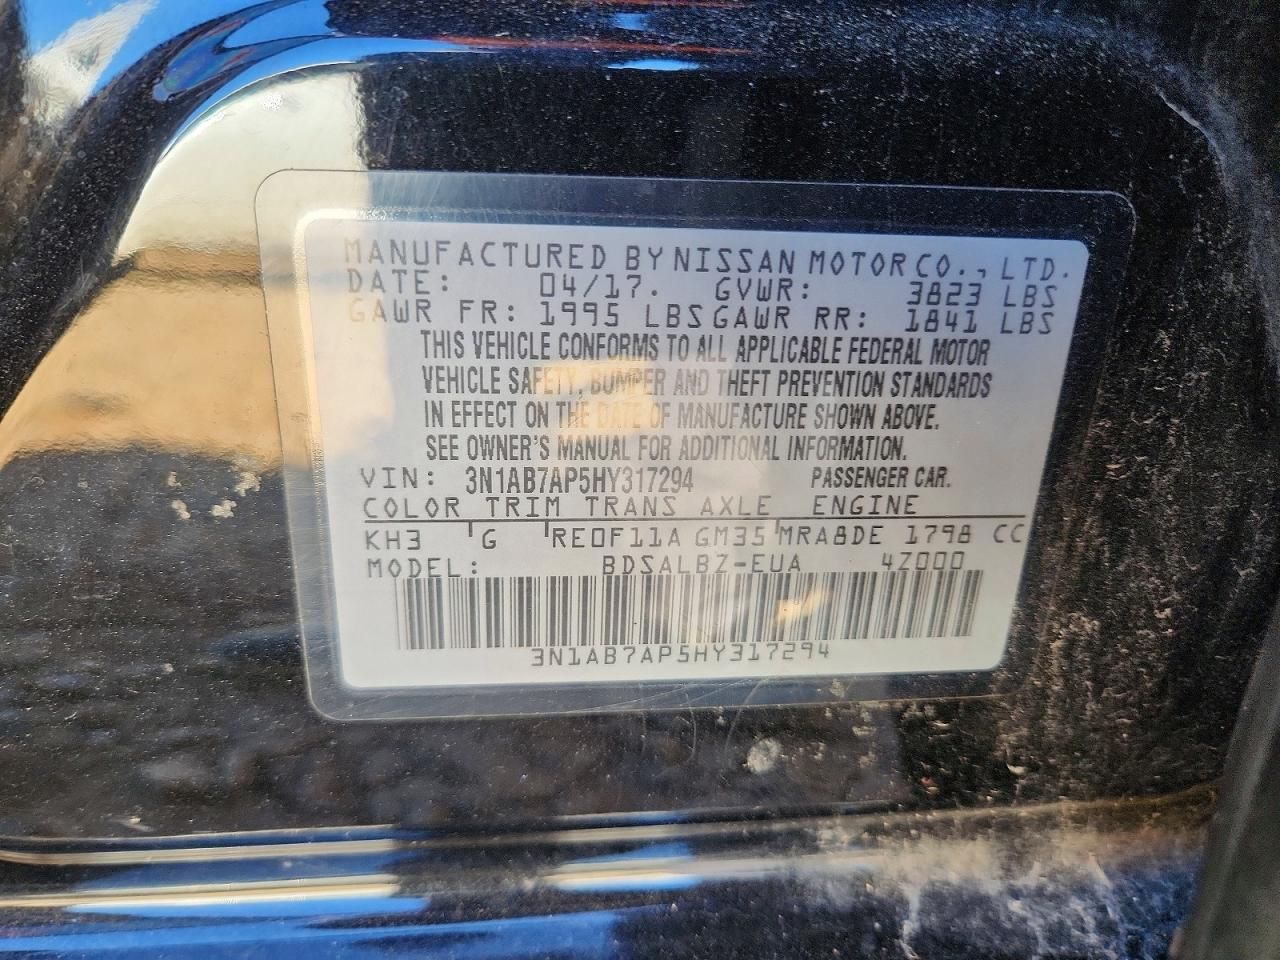 MANUFACTURED BY NISSAN MOTOR CO., LTD.
DATE: 04/17. GVWR: 3823 LBS
GAWR FR: 1995 LBS GAWR RR: 1841 LBS
THIS VEHICLE CONFORMS TO ALL APPLICABLE FEDERAL MOTOR
VEHICLE SAFETY, BUMPER AND THEFT PREVENTION STANDARDS
IN EFFECT ON THE DATE OF MANUFACTURE SHOWN ABOVE.
SEE OWNER'S MANUAL FOR ADDITIONAL INFORMATION.
VIN: 3N1AB7AP5HY317294 PASSENGER CAR.
COLOR TRIM TRANS AXLE ENGINE
KH3 G RE0F11A GM35 MRA8DE 1798 CC
MODEL: BDSALBZ-EUA 4Z000
3N1AB7AP5HY317294